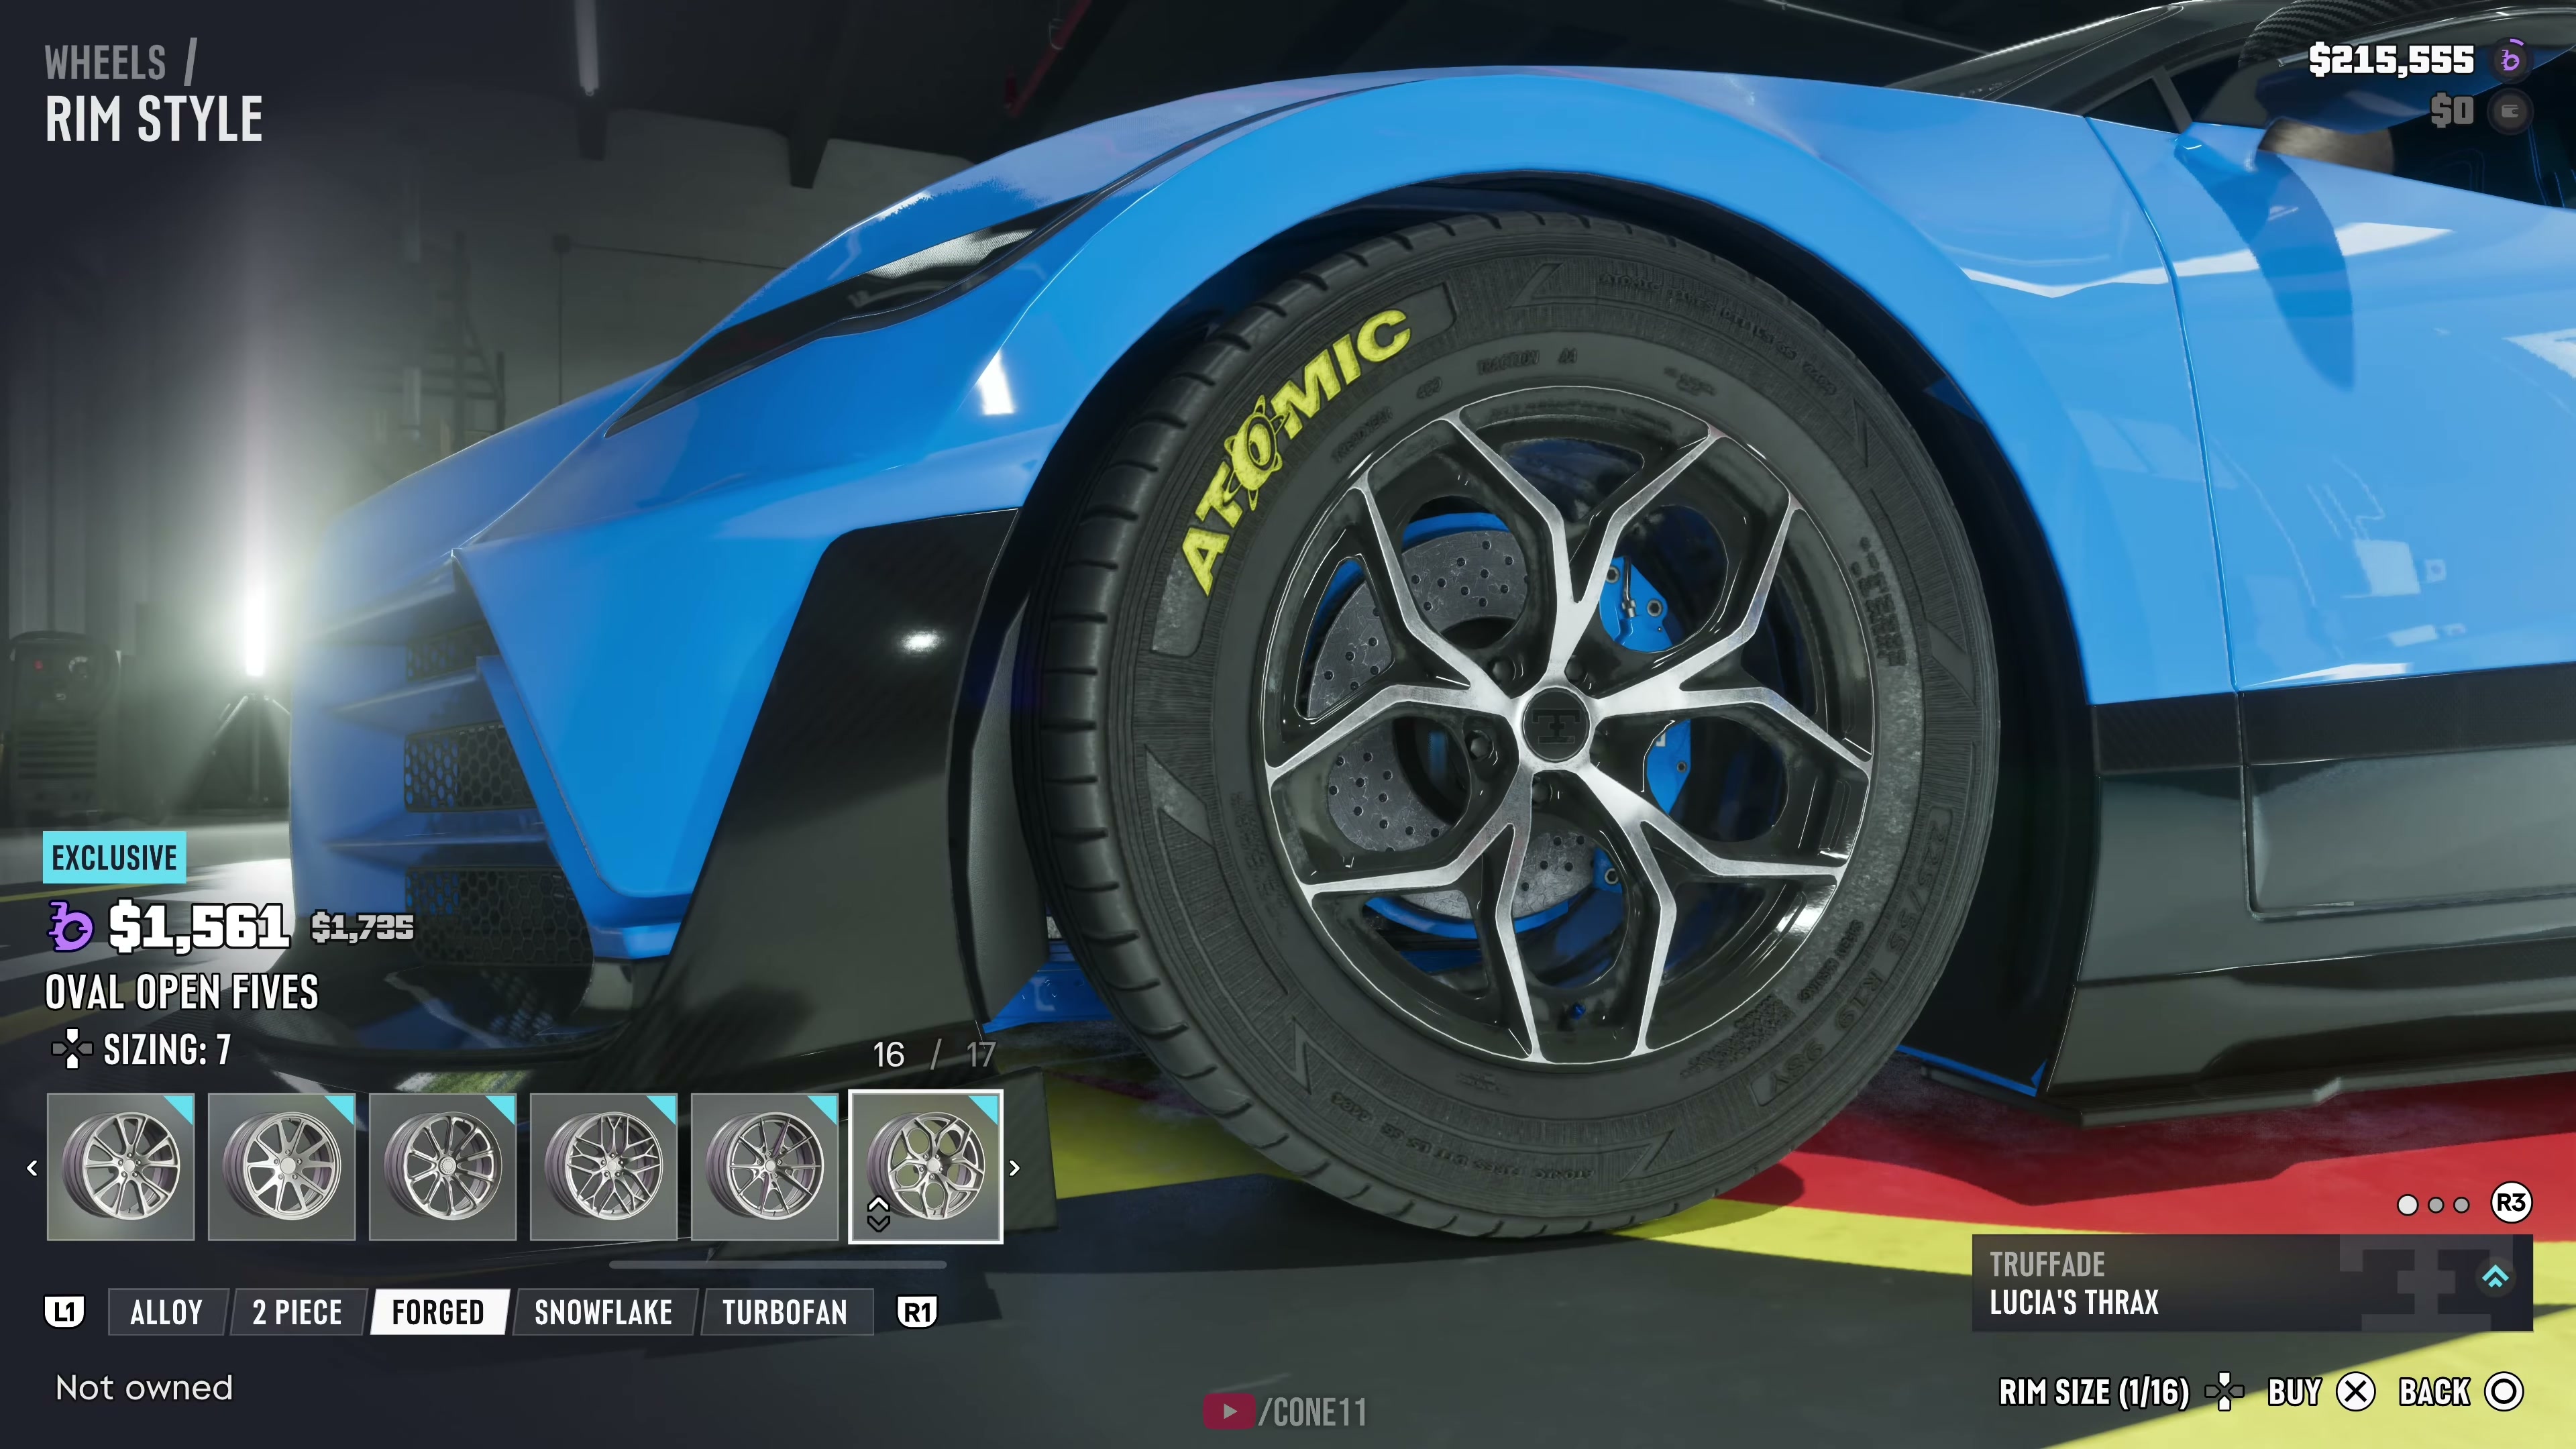 WHEELS /
RIM STYLE
$215,555
$0
ATOMIC
TRACTION AA
EXCLUSIVE
$1,561 $1,735
OVAL OPEN FIVES
SIZING: 7
16 / 17
R3
TRUFFADE
LUCIA'S THRAX
L1 ALLOY 2 PIECE FORGED SNOWFLAKE TURBOFAN R1
Not owned
/CONE11
RIM SIZE (1/16) BUY BACK